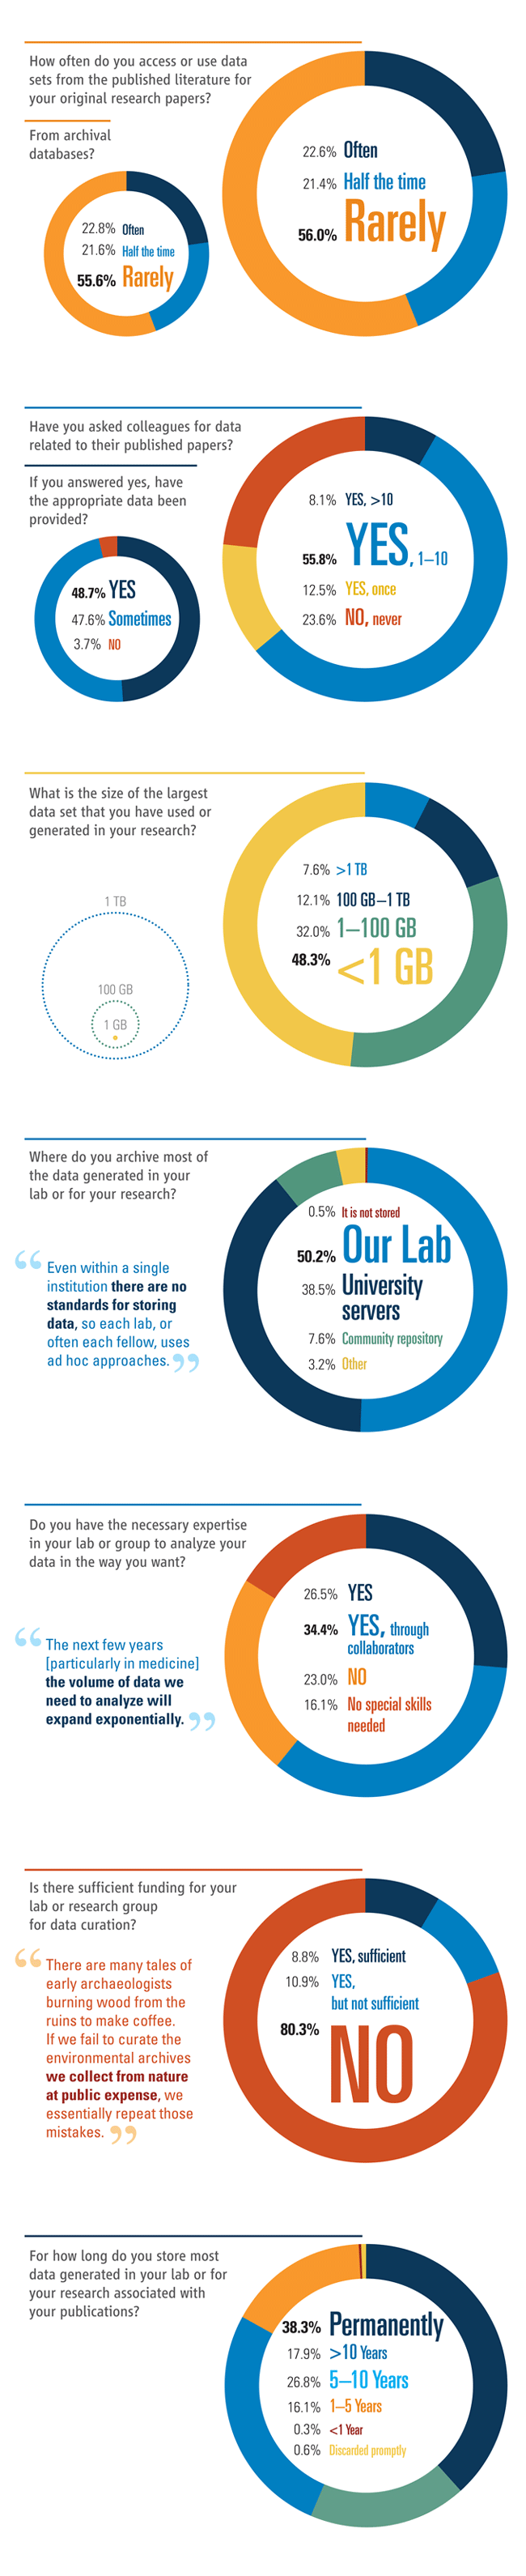 How often do you access or use data
sets from the published literature for
your original research papers?
22.6% Often
21.4% Half the time
56.0% Rarely
From archival
databases?
22.8% Often
21.6% Half the time
55.6% Rarely
Have you asked colleagues for data
related to their published papers?
8.1% YES, >10
55.8% YES, 1–10
12.5% YES, once
23.6% NO, never
If you answered yes, have
the appropriate data been
provided?
48.7% YES
47.6% Sometimes
3.7% NO
What is the size of the largest
data set that you have used or
generated in your research?
7.6% >1 TB
12.1% 100 GB–1 TB
32.0% 1–100 GB
48.3% <1 GB
1 TB
100 GB
1 GB
Where do you archive most of
the data generated in your
lab or for your research?
0.5% It is not stored
50.2% Our Lab
38.5% University
servers
7.6% Community repository
3.2% Other
“Even within a single
institution there are no
standards for storing
data, so each lab, or
often each fellow, uses
ad hoc approaches.”
Do you have the necessary expertise
in your lab or group to analyze your
data in the way you want?
26.5% YES
34.4% YES, through
collaborators
23.0% NO
16.1% No special skills
needed
“The next few years
[particularly in medicine]
the volume of data we
need to analyze will
expand exponentially.”
Is there sufficient funding for your
lab or research group
for data curation?
8.8% YES, sufficient
10.9% YES,
but not sufficient
80.3% NO
“There are many tales of
early archaeologists
burning wood from the
ruins to make coffee.
If we fail to curate the
environmental archives
we collect from nature
at public expense, we
essentially repeat those
mistakes.”
For how long do you store most
data generated in your lab or for
your research associated with
your publications?
38.3% Permanently
17.9% >10 Years
26.8% 5–10 Years
16.1% 1–5 Years
0.3% <1 Year
0.6% Discarded promptly